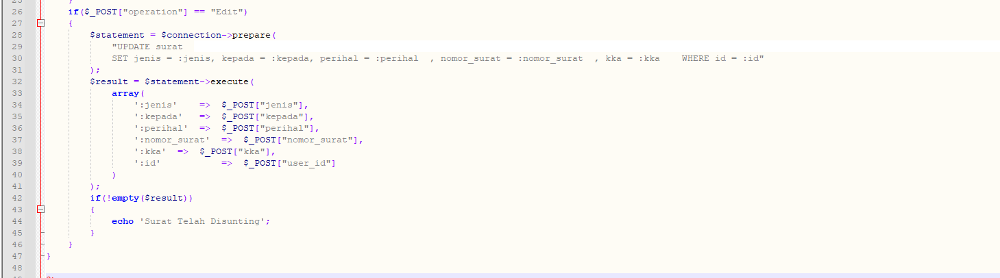 26 if($_POST["operation"] == "Edit")
27 {
28 $statement = $connection->prepare(
29 "UPDATE surat
30 SET jenis = :jenis, kepada = :kepada, perihal = :perihal , nomor_surat = :nomor_surat , kka = :kka WHERE id = :id"
31 );
32 $result = $statement->execute(
33 array(
34 ':jenis' => $_POST["jenis"],
35 ':kepada' => $_POST["kepada"],
36 ':perihal' => $_POST["perihal"],
37 ':nomor_surat' => $_POST["nomor_surat"],
38 ':kka' => $_POST["kka"],
39 ':id' => $_POST["user_id"]
40 )
41 );
42 if(!empty($result))
43 {
44 echo 'Surat Telah Disunting';
45 }
46 }
47 }
48